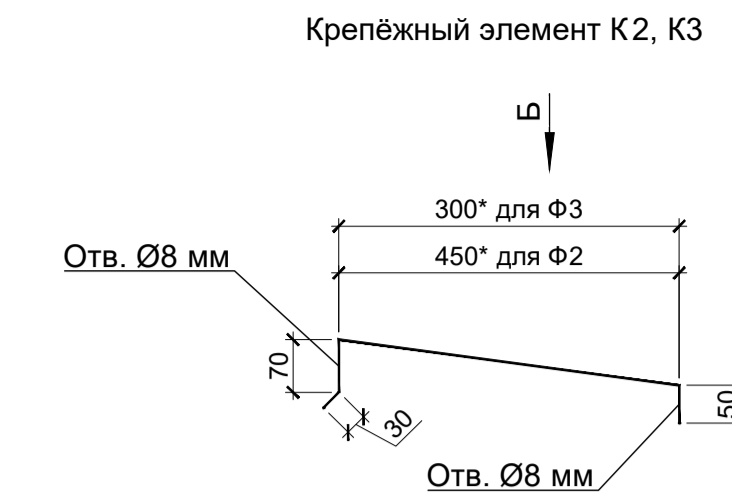 Крепёжный элемент К2, К3
Б
300* для Ф3
450* для Ф2
Отв. Ø8 мм
70
30
50
Отв. Ø8 мм